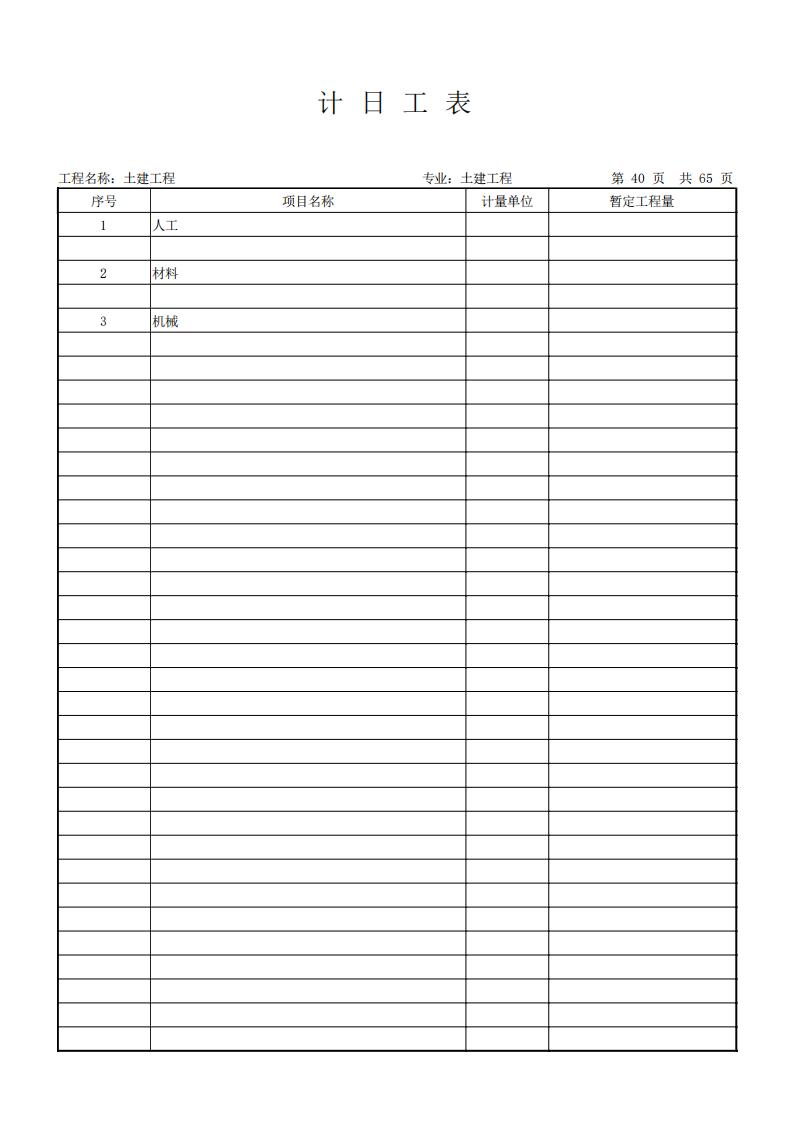 计 日 工 表
工程名称：土建工程 专业：土建工程 第 40 页 共 65 页
序号 项目名称 计量单位 暂定工程量
1 人工
2 材料
3 机械